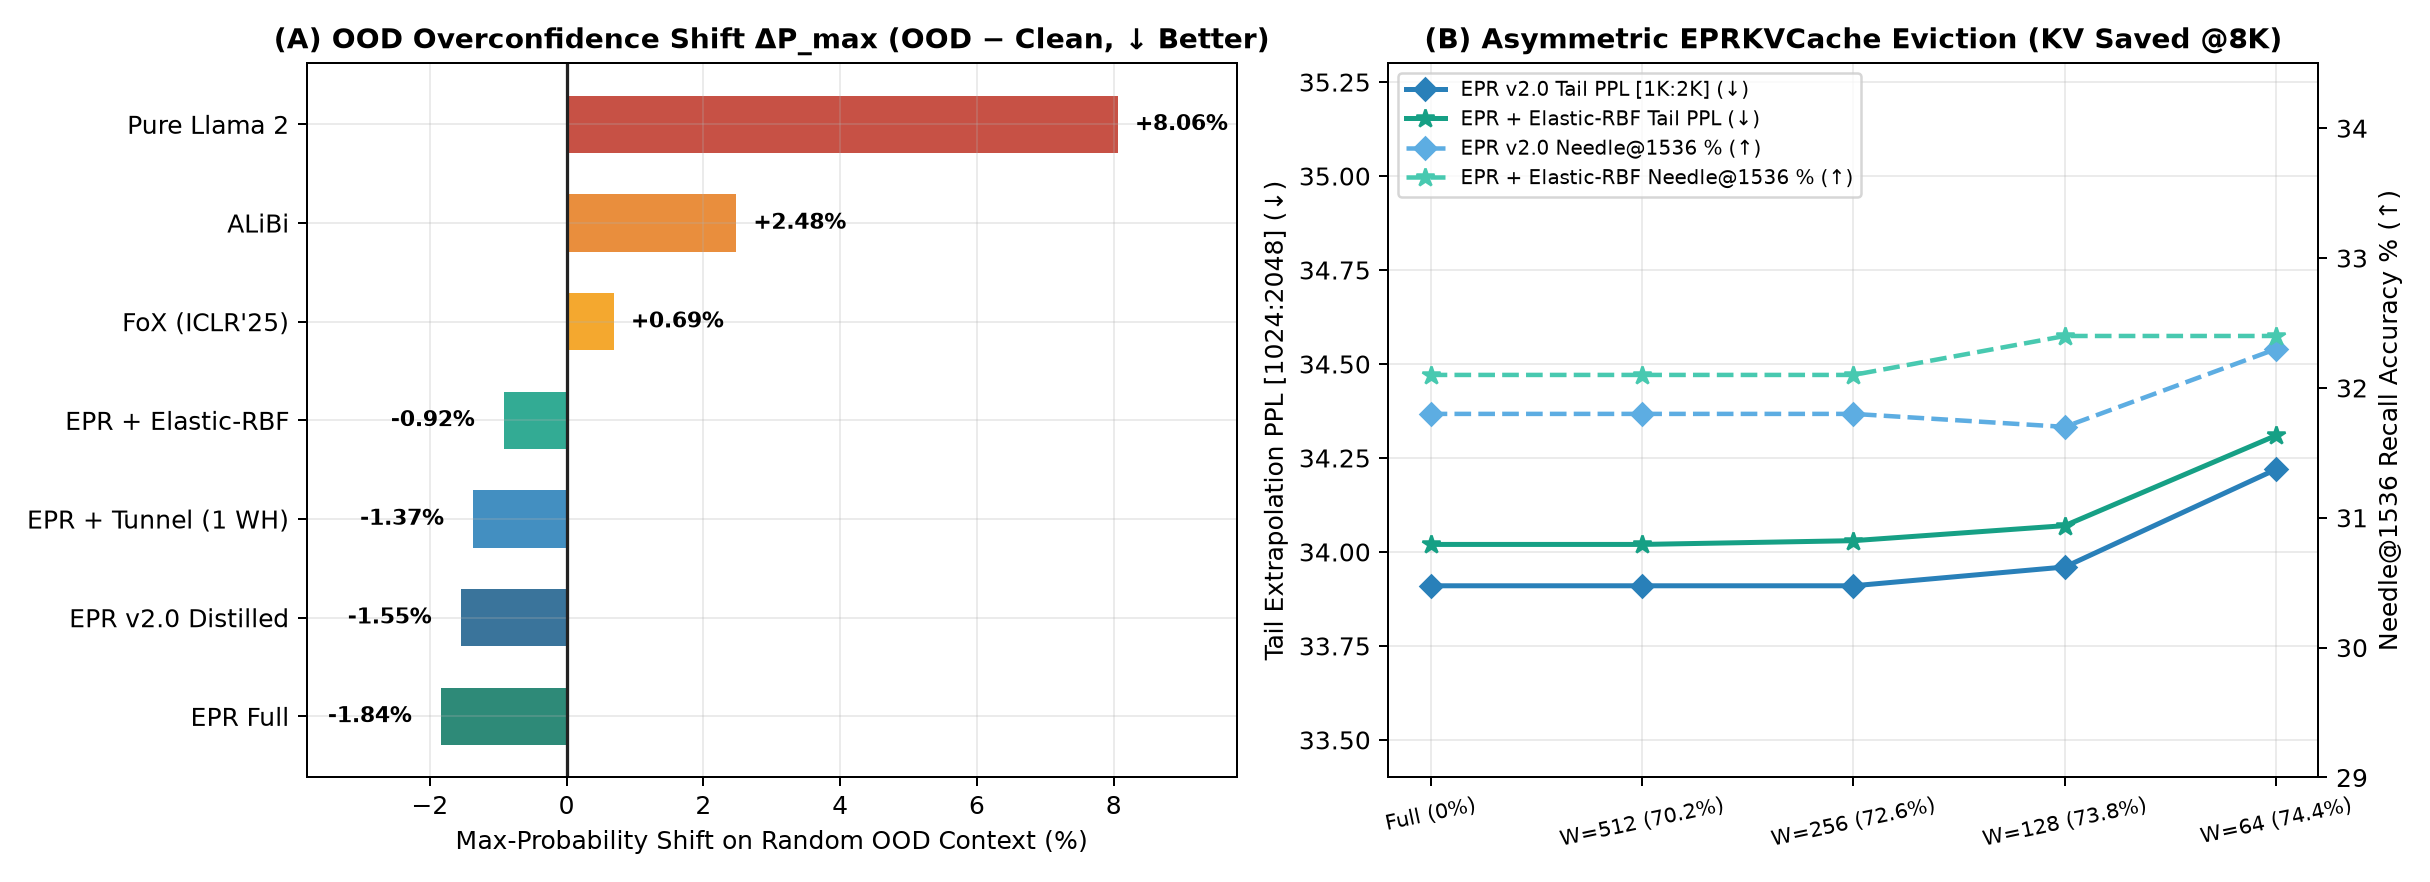 (A) OOD Overconfidence Shift ΔP_max (OOD − Clean, ↓ Better)
Pure Llama 2
+8.06%
ALiBi
+2.48%
FoX (ICLR'25)
+0.69%
EPR + Elastic-RBF
-0.92%
EPR + Tunnel (1 WH)
-1.37%
EPR v2.0 Distilled
-1.55%
EPR Full
-1.84%
−2 0 2 4 6 8
Max-Probability Shift on Random OOD Context (%)
(B) Asymmetric EPRKVCache Eviction (KV Saved @8K)
EPR v2.0 Tail PPL [1K:2K] (↓)
EPR + Elastic-RBF Tail PPL (↓)
EPR v2.0 Needle@1536 % (↑)
EPR + Elastic-RBF Needle@1536 % (↑)
Tail Extrapolation PPL [1024:2048] (↓)
35.25
35.00
34.75
34.50
34.25
34.00
33.75
33.50
34
33
32
31
30
29
Needle@1536 Recall Accuracy % (↑)
Full (0%)
W=512 (70.2%)
W=256 (72.6%)
W=128 (73.8%)
W=64 (74.4%)